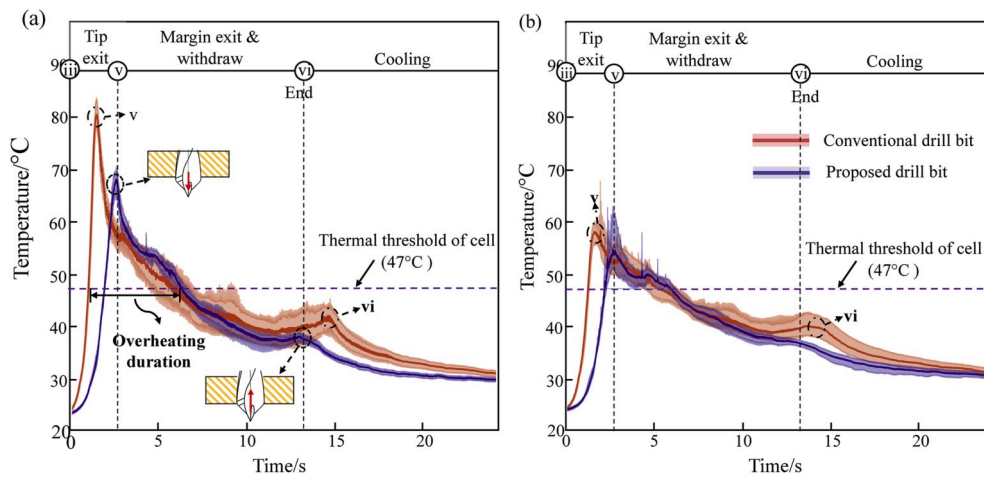 (a)
Tip
exit
Margin exit &
withdraw
Cooling
iii
v
vi
End
90
80
70
60
50
40
30
20
0
5
10
15
20
Temperature/°C
Time/s
v
Thermal threshold of cell
(47°C )
vi
Overheating
duration
(b)
Tip
exit
Margin exit &
withdraw
Cooling
iii
v
vi
End
90
80
70
60
50
40
30
20
0
5
10
15
20
Temperature/°C
Time/s
Conventional drill bit
Proposed drill bit
v
Thermal threshold of cell
(47°C )
vi